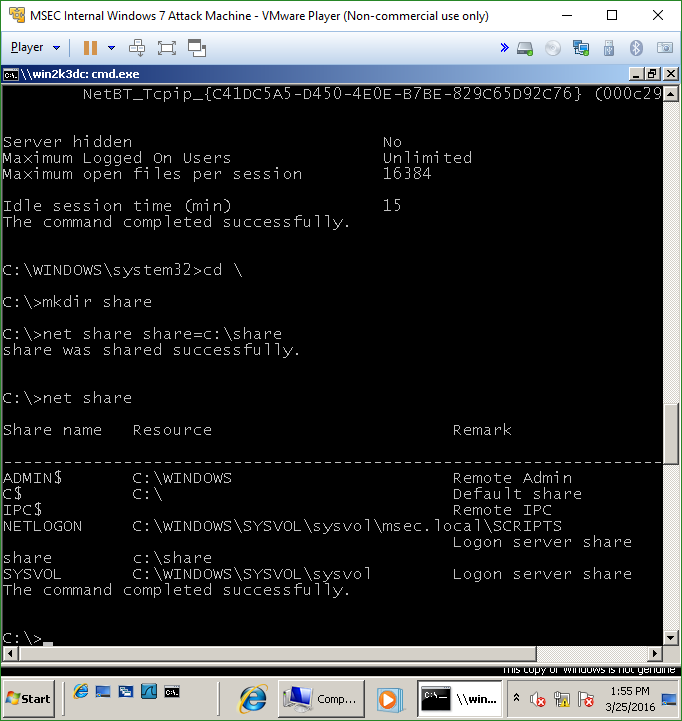 MSEC Internal Windows 7 Attack Machine - VMware Player (Non-commercial use only)
Player
\\win2k3dc: cmd.exe
NetBT_Tcpip_{C41DC5A5-D450-4E0E-B7BE-829C65D92C76} (000c29
Server hidden No
Maximum Logged On Users Unlimited
Maximum open files per session 16384
Idle session time (min) 15
The command completed successfully.
C:\WINDOWS\system32>cd \
C:\>mkdir share
C:\>net share share=c:\share
share was shared successfully.
C:\>net share
Share name Resource Remark
-------------------------------------------------------------------
ADMIN$ C:\WINDOWS Remote Admin
C$ C:\ Default share
IPC$ Remote IPC
NETLOGON C:\WINDOWS\SYSVOL\sysvol\msec.local\SCRIPTS
Logon server share
share c:\share
SYSVOL C:\WINDOWS\SYSVOL\sysvol Logon server share
The command completed successfully.
C:\>_
This copy of Windows is not genuine
Start
Comp...
\\win...
1:55 PM
3/25/2016